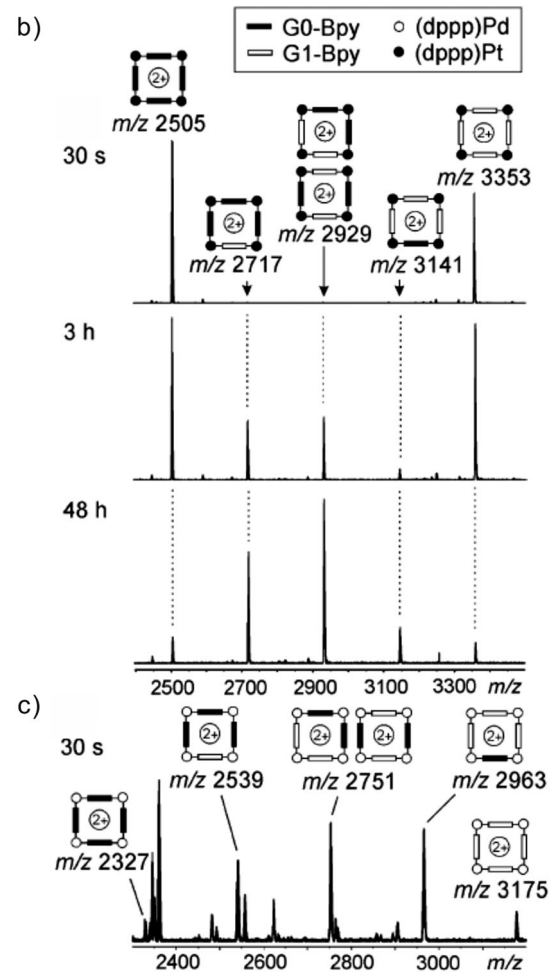 b)
G0-Bpy (dppp)Pd
G1-Bpy (dppp)Pt
2+
m/z 2505
30 s
2+
2+
m/z 2929
2+
m/z 2717
2+
m/z 3141
2+
m/z 3353
3 h
48 h
2500 2700 2900 3100 3300 m/z
c)
30 s
2+
m/z 2327
2+
m/z 2539
2+ 2+
m/z 2751
2+
m/z 2963
2+
m/z 3175
2400 2600 2800 3000 m/z